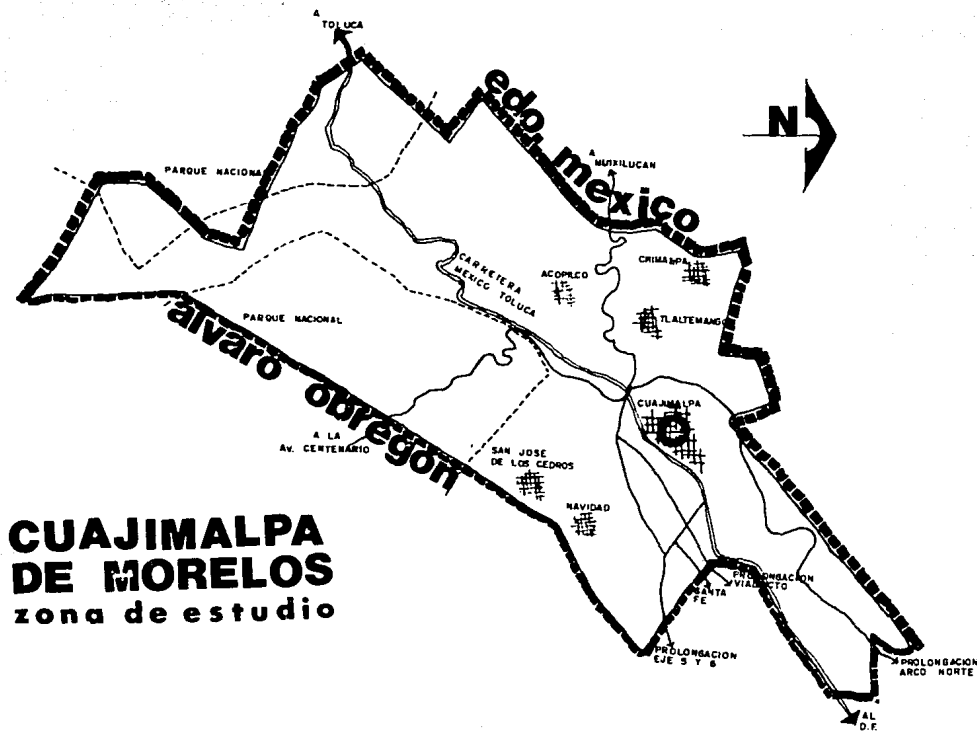 A
TOLUCA
edo. mexico
N
A
HUIXILUCAN
PARQUE NACIONAL
CHIMALPA
ACOPILCO
CARRETERA
MEXICO TOLUCA
TLALTEMANGO
PARQUE NACIONAL
alvaro obregon
CUAJIMALPA
A LA
AV. CENTENARIO
SAN JOSE
DE LOS CEDROS
NAVIDAD
CUAJIMALPA
DE MORELOS
zona de estudio
PROLONGACION
VIADUCTO
SANTA
FE
PROLONGACION
EJE 5 Y 6
PROLONGACION
ARCO NORTE
AL
D.F.